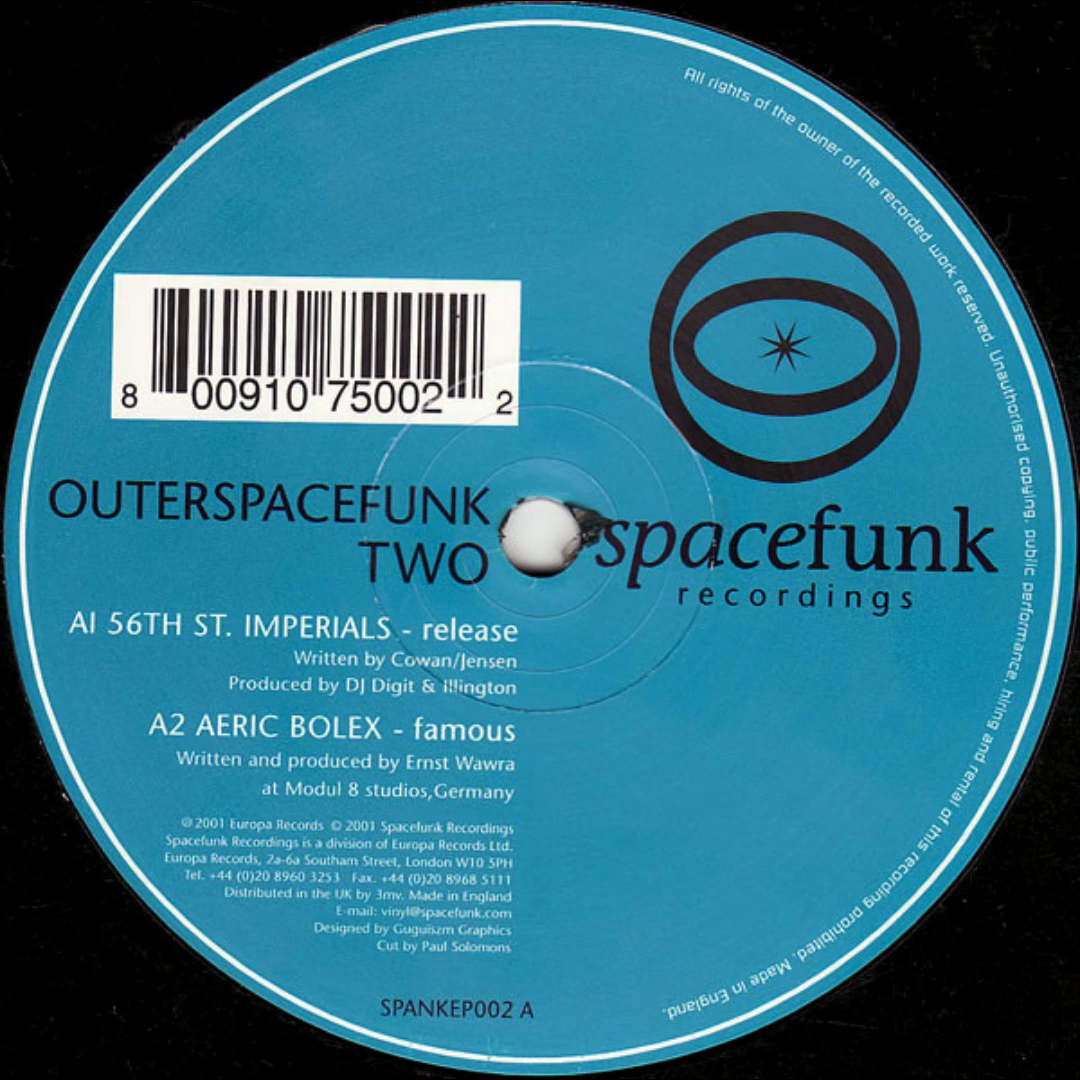 8 00910 75002 2
OUTERSPACEFUNK
TWO
spacefunk
recordings
A1 56TH ST. IMPERIALS - release
Written by Cowan/Jensen
Produced by DJ Digit & Illington
A2 AERIC BOLEX - famous
Written and produced by Ernst Wawra
at Modul 8 studios,Germany
℗ 2001 Europa Records © 2001 Spacefunk Recordings
Spacefunk Recordings is a division of Europa Records Ltd.
Europa Records, 2a-6a Southam Street, London W10 5PH
Tel. +44 (0)20 8960 3253 Fax. +44 (0)20 8968 5111
Distributed in the UK by 3mv. Made in England
E-mail: vinyl@spacefunk.com
Designed by Guguiszm Graphics
Cut by Paul Solomons
SPANKEP002 A
All rights of the owner of the recorded work reserved. Unauthorised copying, public performance, hiring and rental of this recording prohibited. Made in England.